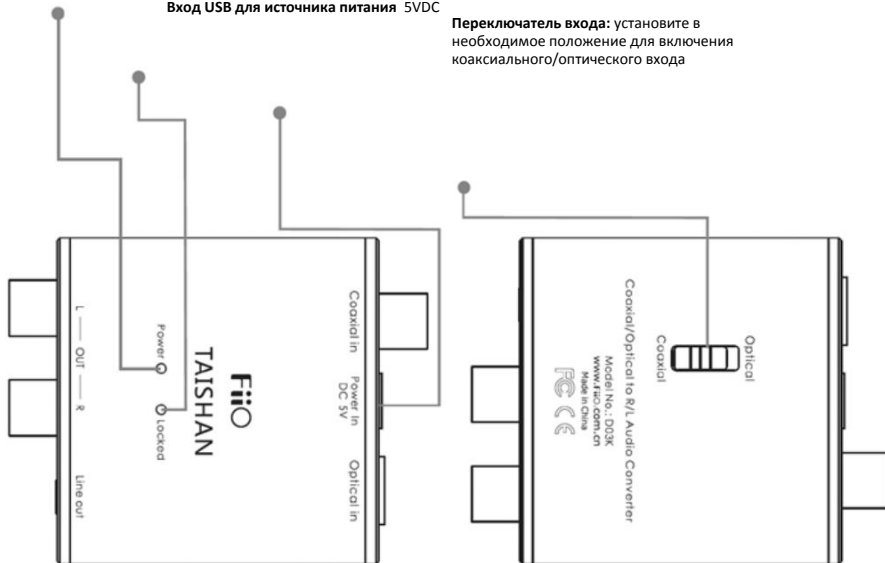 Вход USB для источника питания 5VDC
Переключатель входа: установите в
необходимое положение для включения
коаксиального/оптического входа
L OUT R
Line out
Power
Locked
FiiO
TAISHAN
Coaxial in
Power In
DC 5V
Optical in
Coaxial/Optical to R/L Audio Converter
Optical
Coaxial
Model No.: D03K
www.FiiO.com.cn
Made in China
FC CE